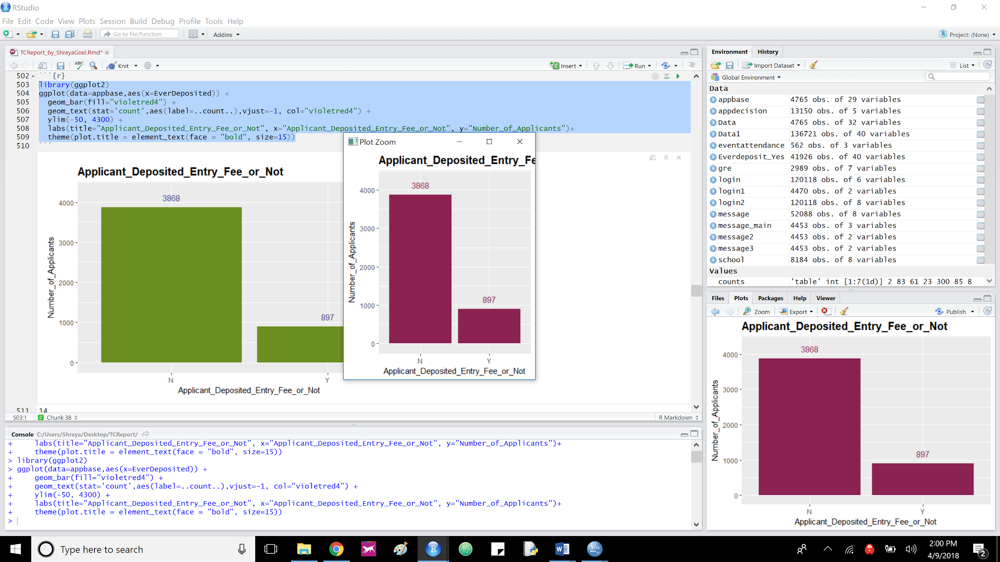 RStudio
File Edit Code View Plots Session Build Debug Profile Tools Help
Go to file/function
Addins
Project: (None)
TCReport_by_ShreyaGoel.Rmd*
ABC
Knit
Insert
Run
502 ```{r}
503 library(ggplot2)
504 ggplot(data=appbase,aes(x=EverDeposited)) +
505 geom_bar(fill="violetred4") +
506 geom_text(stat='count',aes(label=..count..),vjust=-1, col="violetred4") +
507 ylim(-50, 4300) +
508 labs(title="Applicant_Deposited_Entry_Fee_or_Not", x="Applicant_Deposited_Entry_Fee_or_Not", y="Number_of_Applicants")+
509 theme(plot.title = element_text(face = "bold", size=15))
510 ```
Applicant_Deposited_Entry_Fee_or_Not
Number_of_Applicants
4000
3000
2000
1000
0
3868
897
N
Y
Applicant_Deposited_Entry_Fee_or_Not
511 14
503:1
Chunk 38
R Markdown
Plot Zoom
Applicant_Deposited_Entry_Fe
Number_of_Applicants
4000
3000
2000
1000
0
3868
897
N
Y
Applicant_Deposited_Entry_Fee_or_Not
Console C:/Users/Shreya/Desktop/TCReport/
+ labs(title="Applicant_Deposited_Entry_Fee_or_Not", x="Applicant_Deposited_Entry_Fee_or_Not", y="Number_of_Applicants")+
+ theme(plot.title = element_text(face = "bold", size=15))
> library(ggplot2)
> ggplot(data=appbase,aes(x=EverDeposited)) +
+ geom_bar(fill="violetred4") +
+ geom_text(stat='count',aes(label=..count..),vjust=-1, col="violetred4") +
+ ylim(-50, 4300) +
+ labs(title="Applicant_Deposited_Entry_Fee_or_Not", x="Applicant_Deposited_Entry_Fee_or_Not", y="Number_of_Applicants")+
+ theme(plot.title = element_text(face = "bold", size=15))
>
Environment History
Import Dataset
List
Global Environment
Data
appbase 4765 obs. of 29 variables
appdecision 13150 obs. of 5 variables
Data 4765 obs. of 32 variables
Data1 136721 obs. of 40 variables
eventattendance 562 obs. of 3 variables
Everdeposit_Yes 41926 obs. of 40 variables
gre 2989 obs. of 7 variables
login 120118 obs. of 6 variables
login1 4470 obs. of 2 variables
login2 120118 obs. of 8 variables
message 52088 obs. of 8 variables
message_main 4453 obs. of 3 variables
message2 4453 obs. of 2 variables
message3 4453 obs. of 2 variables
school 8184 obs. of 8 variables
Values
counts 'table' int [1:7(1d)] 2 83 61 23 300 85 8
Files Plots Packages Help Viewer
Zoom
Export
Publish
Applicant_Deposited_Entry_Fee_or_Not
Number_of_Applicants
4000
3000
2000
1000
0
3868
897
N
Y
Applicant_Deposited_Entry_Fee_or_Not
Type here to search
2:00 PM
4/9/2018
2